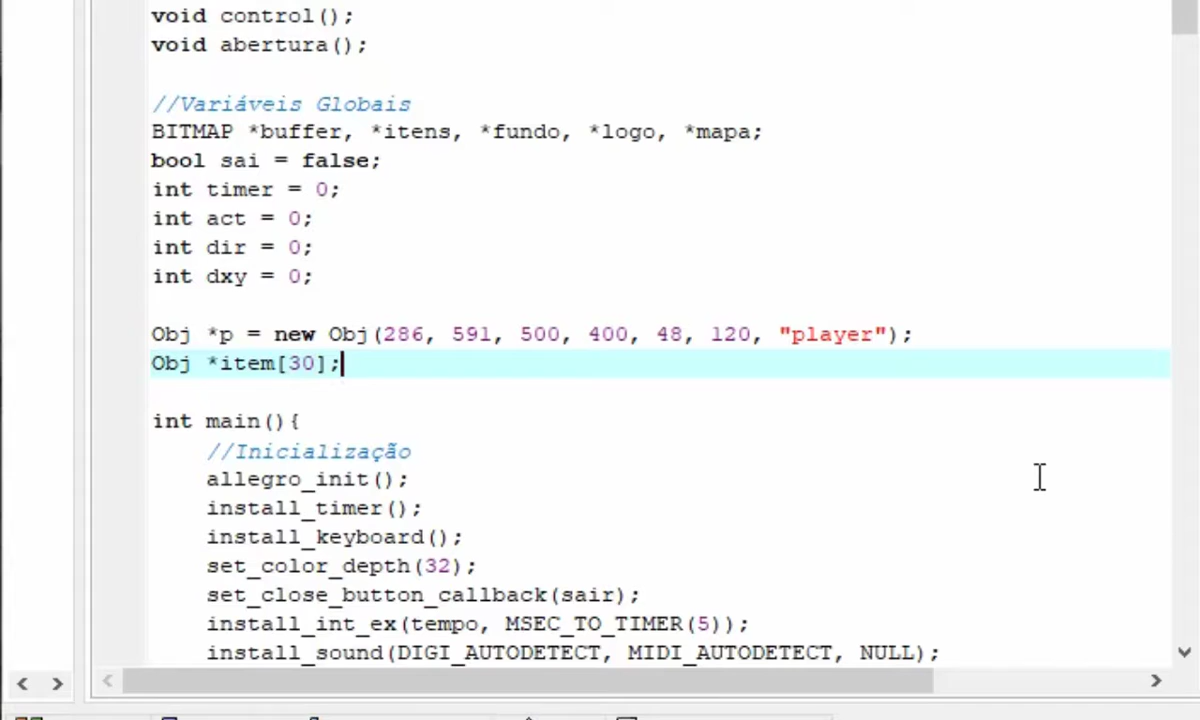 void control();
void abertura();
//Variáveis Globais
BITMAP *buffer, *itens, *fundo, *logo, *mapa;
bool sai = false;
int timer = 0;
int act = 0;
int dir = 0;
int dxy = 0;
Obj *p = new Obj(286, 591, 500, 400, 48, 120, "player");
Obj *item[30];
int main(){
//Inicialização
allegro_init();
install_timer();
install_keyboard();
set_color_depth(32);
set_close_button_callback(sair);
install_int_ex(tempo, MSEC_TO_TIMER(5));
install_sound(DIGI_AUTODETECT, MIDI_AUTODETECT, NULL);